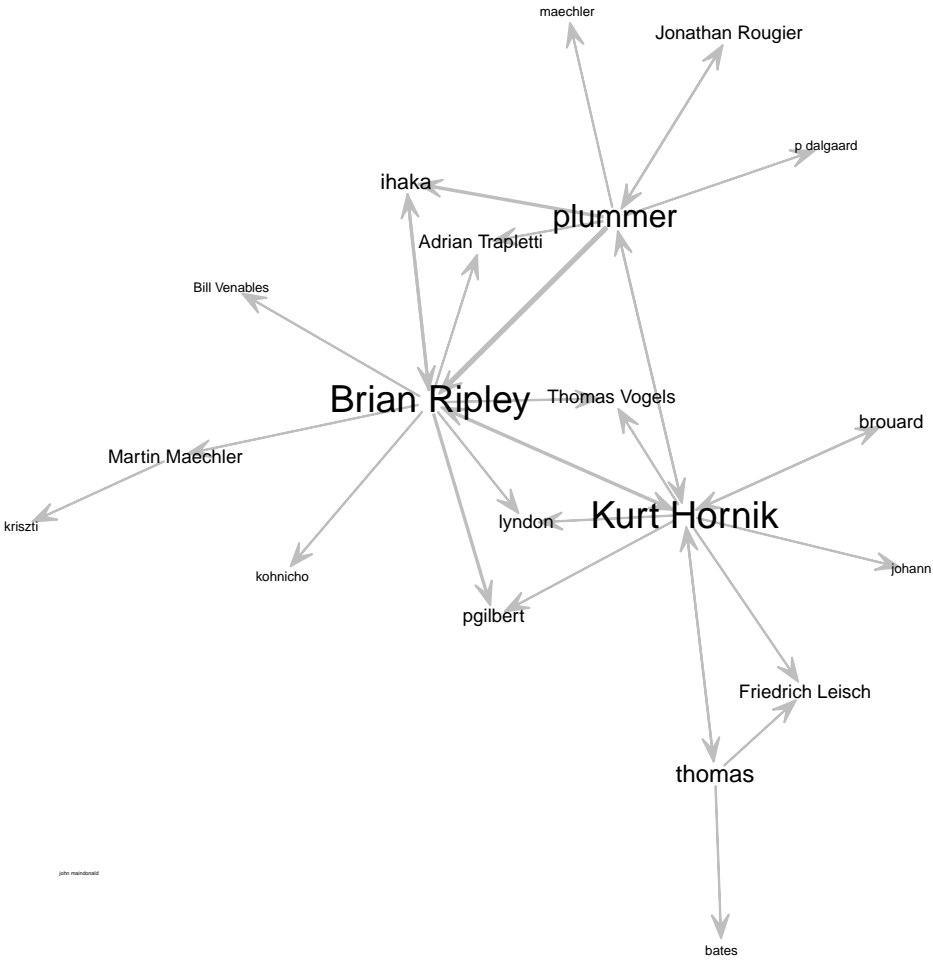 maechler
Jonathan Rougier
p dalgaard
ihaka
plummer
Adrian Trapletti
Bill Venables
Brian Ripley
Thomas Vogels
brouard
Martin Maechler
kriszti
lyndon
Kurt Hornik
kohnicho
johann
pgilbert
Friedrich Leisch
thomas
john maindonald
bates